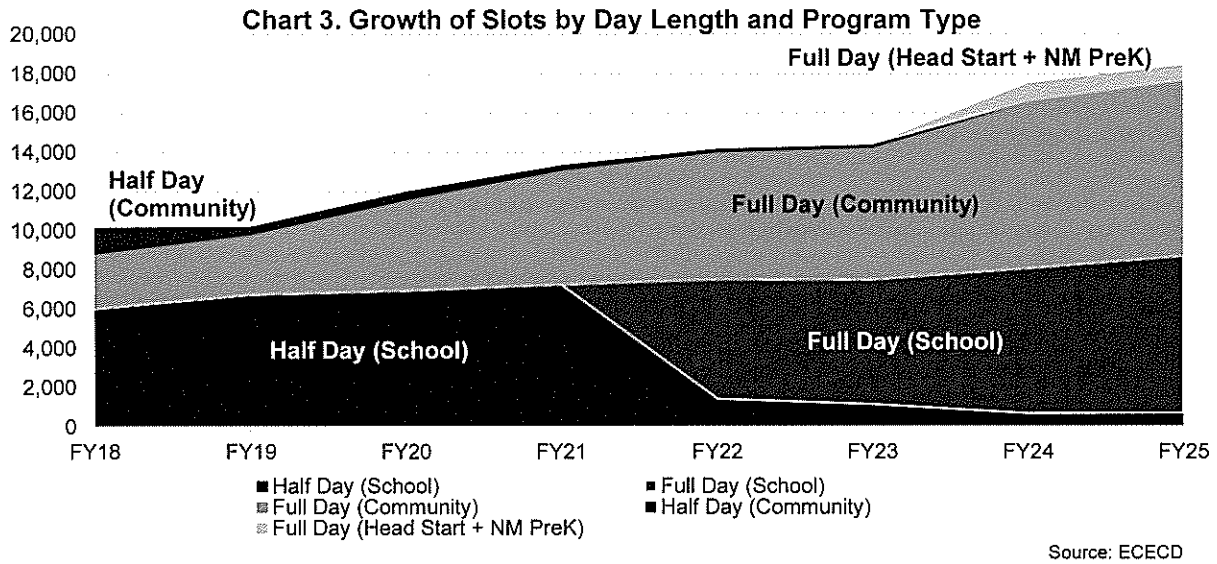 Chart 3. Growth of Slots by Day Length and Program Type
20,000
18,000
16,000
14,000
12,000
10,000
8,000
6,000
4,000
2,000
0
Full Day (Head Start + NM PreK)
Half Day
(Community)
Full Day (Community)
Half Day (School)
Full Day (School)
FY18 FY19 FY20 FY21 FY22 FY23 FY24 FY25
Half Day (School) Full Day (School)
Full Day (Community) Half Day (Community)
Full Day (Head Start + NM PreK)
Source: ECECD